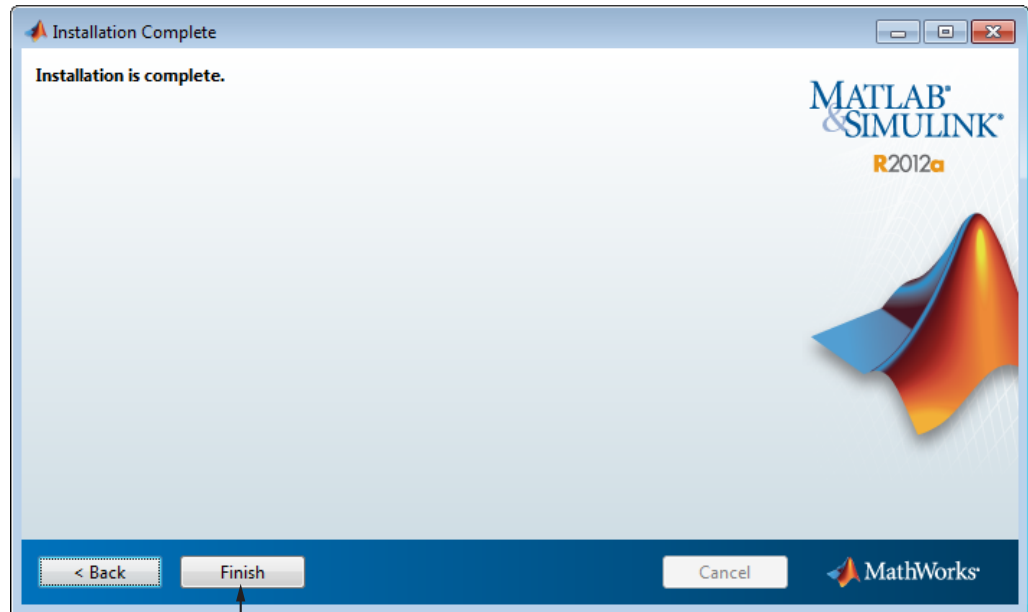 Installation Complete
Installation is complete.
MATLAB®
&SIMULINK®
R2012a
< Back
Finish
Cancel
MathWorks®